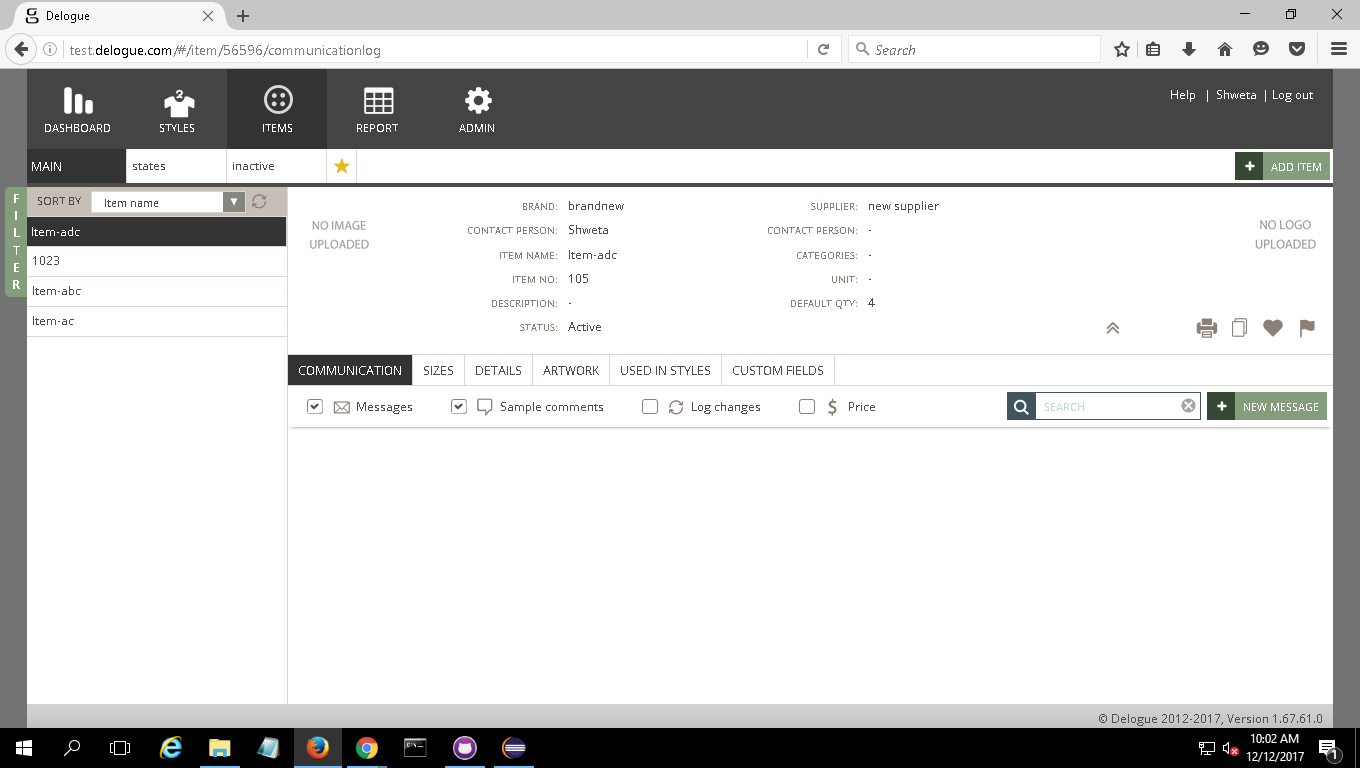 Delogue
test.delogue.com/#/item/56596/communicationlog
Search
DASHBOARD
2
STYLES
ITEMS
REPORT
ADMIN
Help | Shweta | Log out
MAIN
states
inactive
+ ADD ITEM
FILTER
SORT BY
Item name
Item-adc
1023
Item-abc
Item-ac
NO IMAGE
UPLOADED
BRAND: brandnew
CONTACT PERSON: Shweta
ITEM NAME: Item-adc
ITEM NO: 105
DESCRIPTION: -
STATUS: Active
SUPPLIER: new supplier
CONTACT PERSON: -
CATEGORIES: -
UNIT: -
DEFAULT QTY: 4
NO LOGO
UPLOADED
COMMUNICATION
SIZES
DETAILS
ARTWORK
USED IN STYLES
CUSTOM FIELDS
Messages
Sample comments
Log changes
$ Price
SEARCH
+ NEW MESSAGE
© Delogue 2012-2017, Version 1.67.61.0
10:02 AM
12/12/2017
1